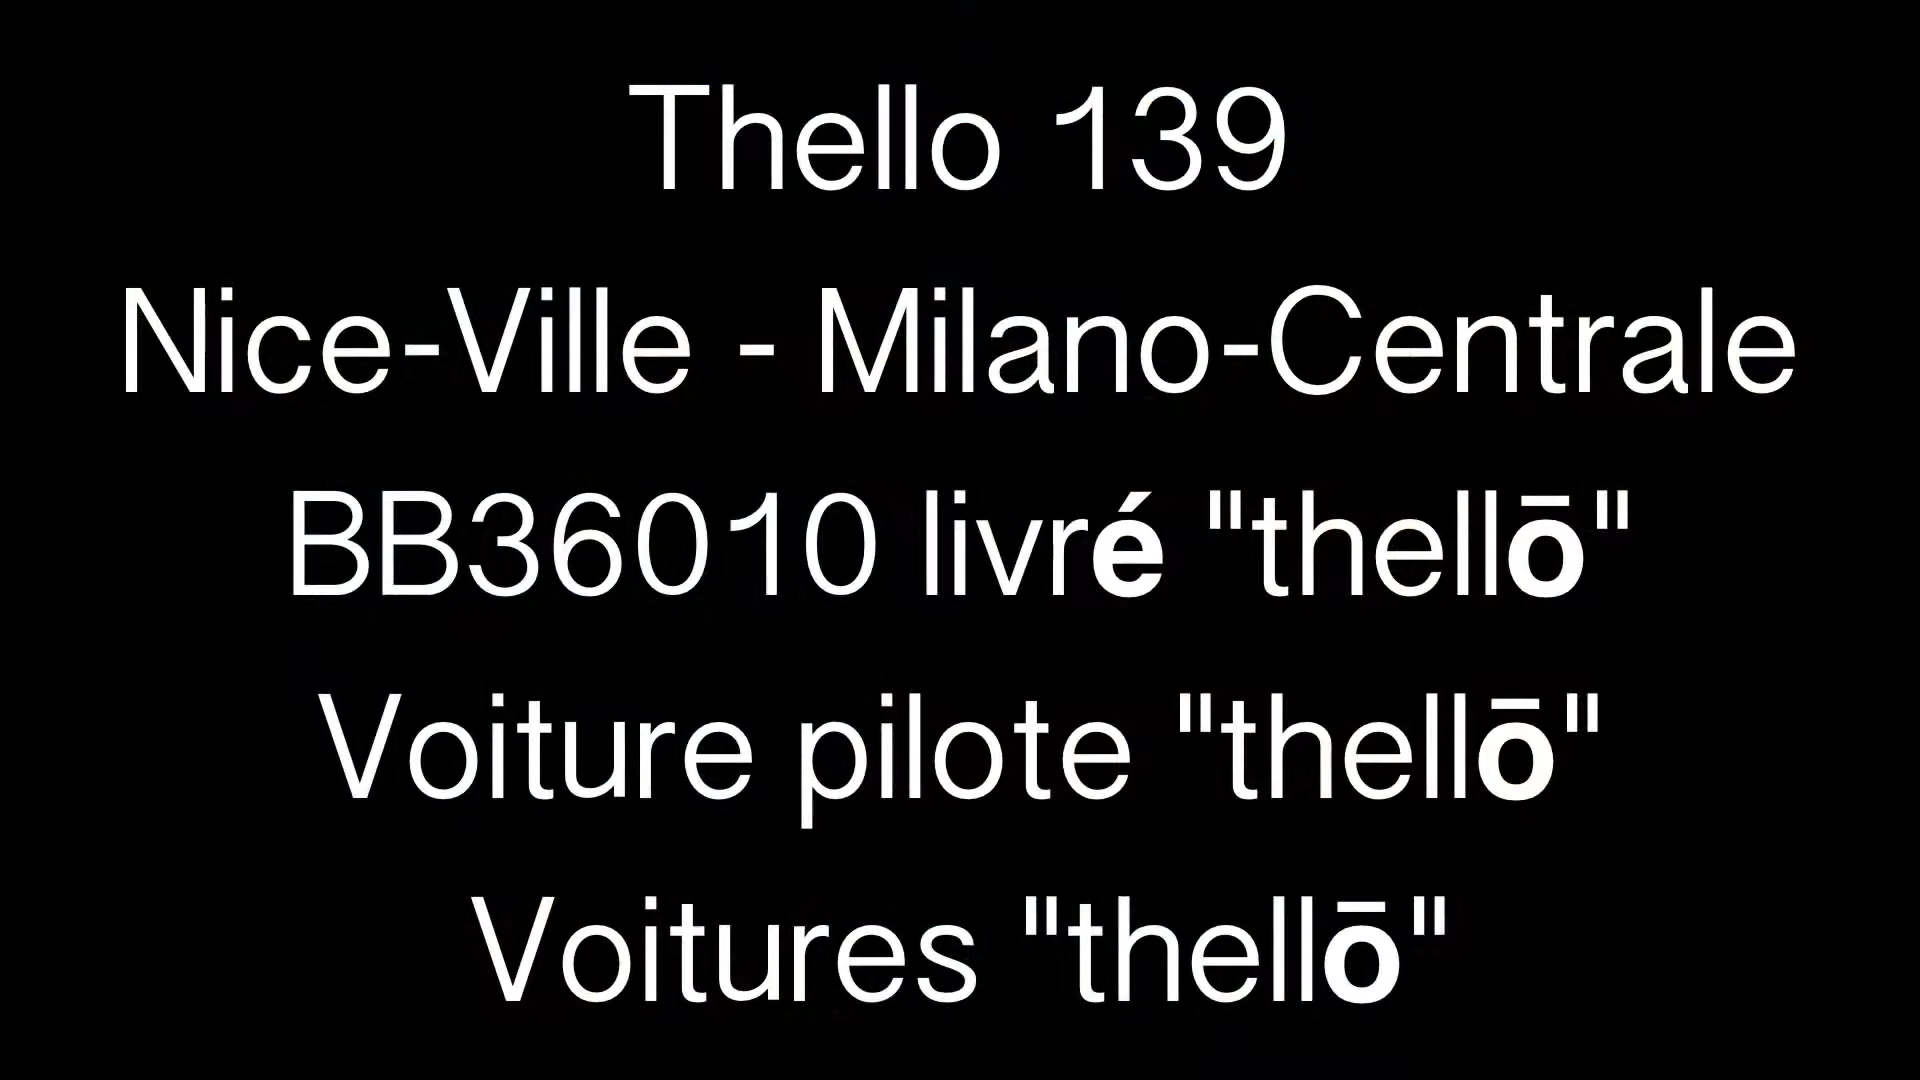 Thello 139
Nice-Ville - Milano-Centrale
BB36010 livré "thellō"
Voiture pilote "thellō"
Voitures "thellō"